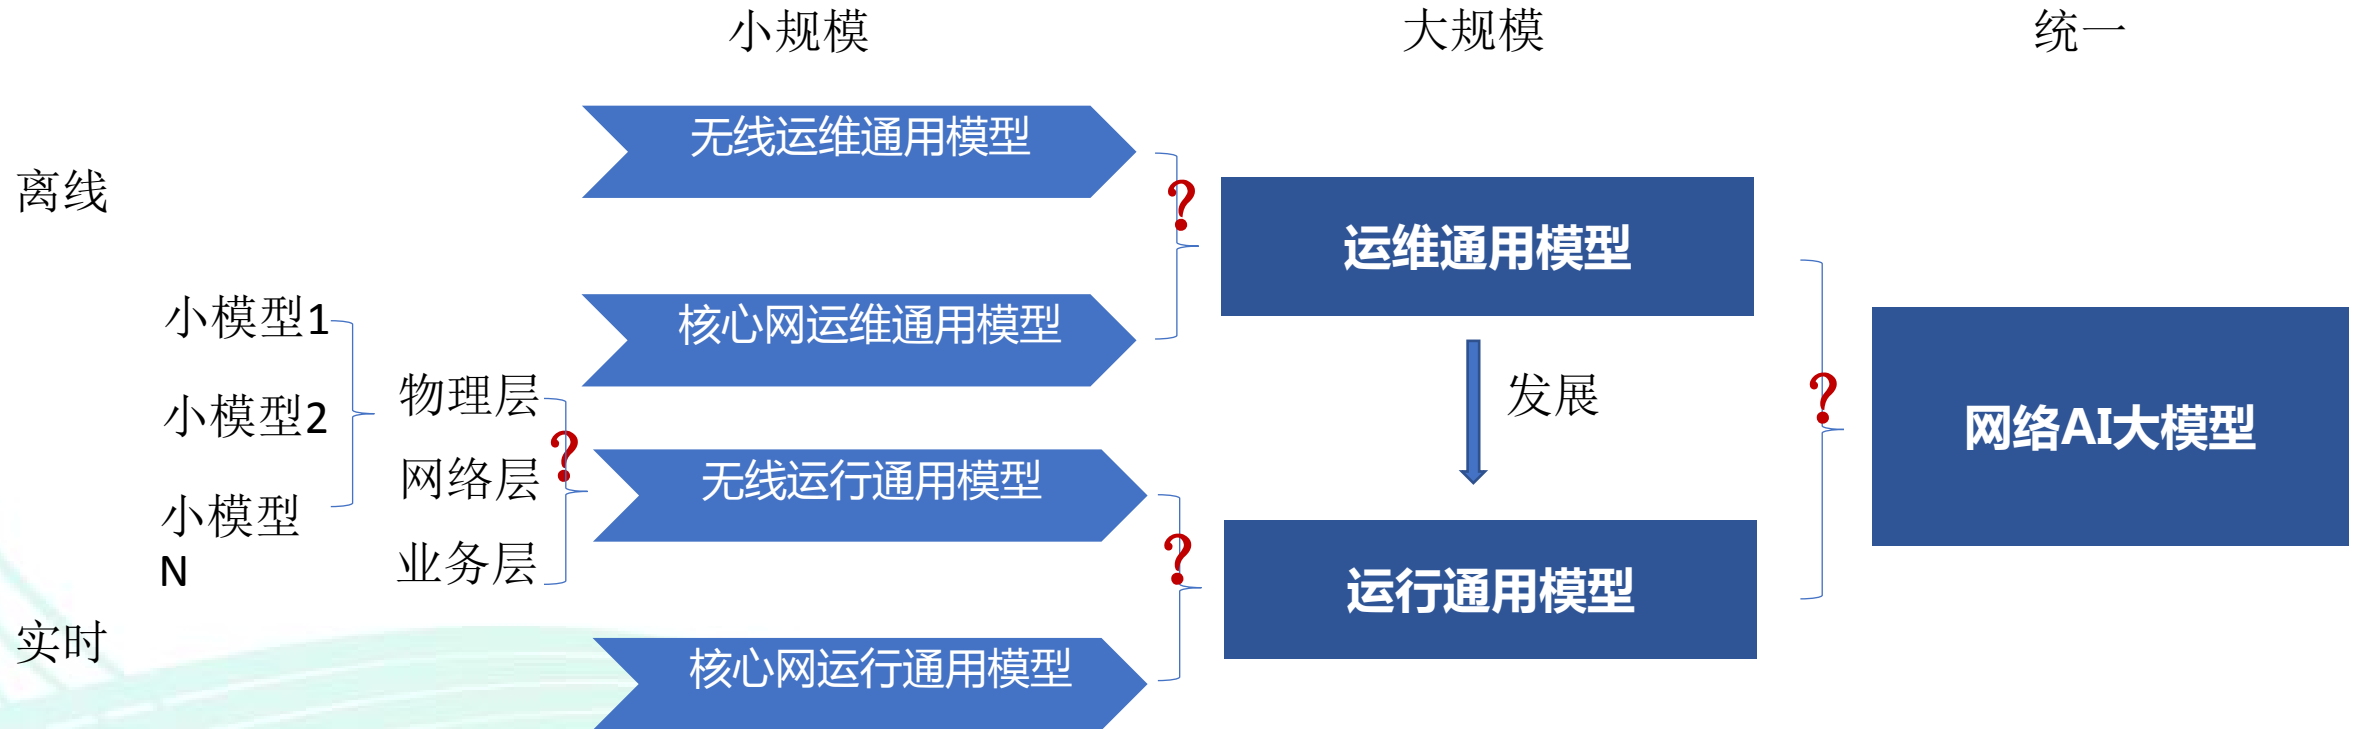 小规模
大规模
统一
无线运维通用模型
离线
?
运维通用模型
核心网运维通用模型
小模型1
小模型2
小模型
N
物理层
网络层
业务层
?
发展
?
网络AI大模型
无线运行通用模型
?
运行通用模型
实时
核心网运行通用模型